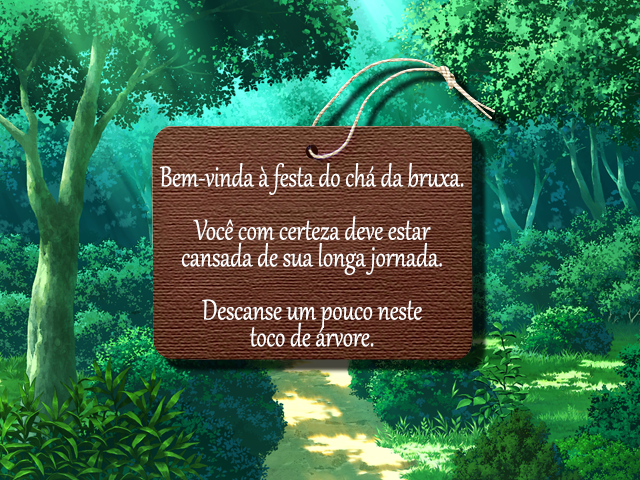 Bem-vinda à festa do chá da bruxa.
Você com certeza deve estar
cansada de sua longa jornada.
Descanse um pouco neste
toco de árvore.